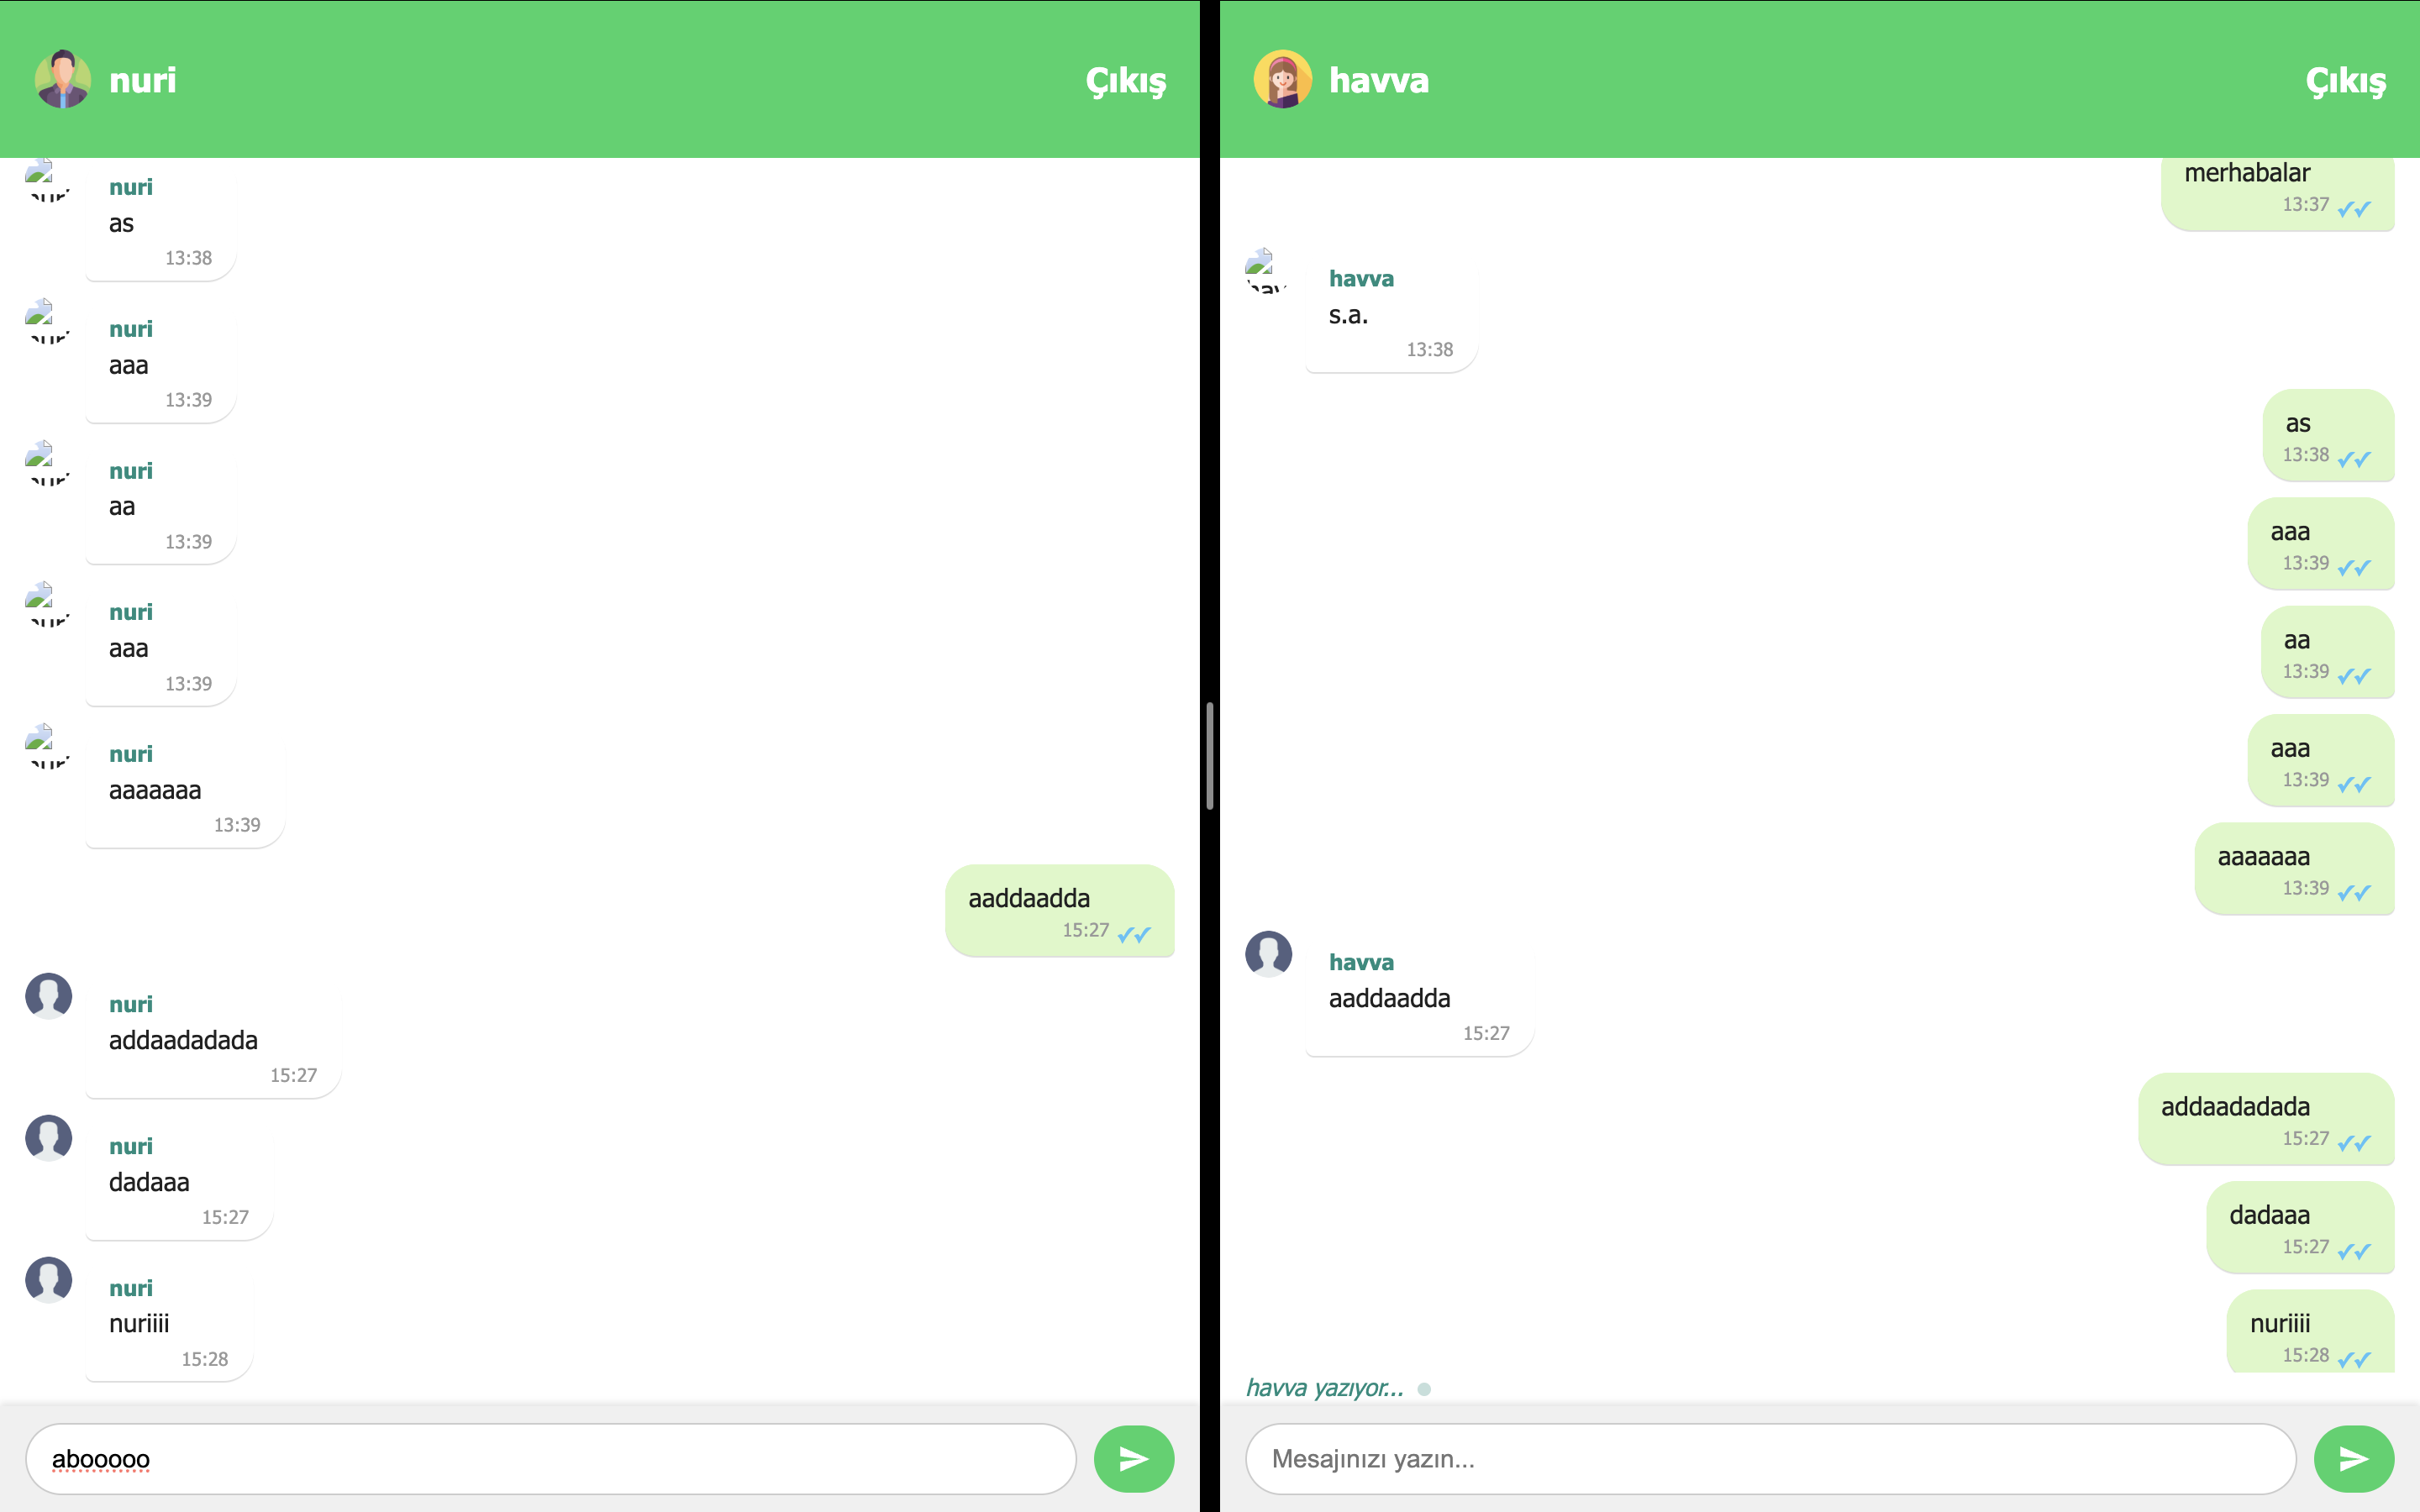 nuri
Çıkış
nuri
as
13:38
nuri
aaa
13:39
nuri
aa
13:39
nuri
aaa
13:39
nuri
aaaaaaa
13:39
aaddaadda
15:27
nuri
addaadadada
15:27
nuri
dadaaa
15:27
nuri
nuriiii
15:28
abooooo
havva
Çıkış
merhabalar
13:37
havva
s.a.
13:38
as
13:38
aaa
13:39
aa
13:39
aaa
13:39
aaaaaaa
13:39
havva
aaddaadda
15:27
addaadadada
15:27
dadaaa
15:27
nuriiii
15:28
havva yazıyor...
Mesajınızı yazın...